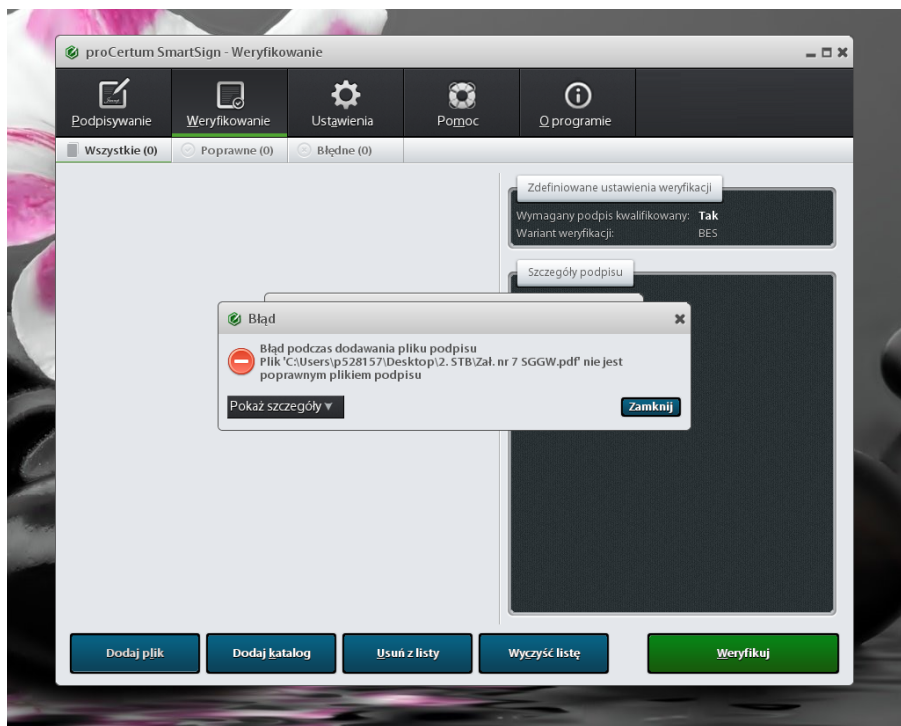 proCertum SmartSign - Weryfikowanie
Podpisywanie
Weryfikowanie
Ustawienia
Pomoc
O programie
Wszystkie (0)
Poprawne (0)
Błędne (0)
Zdefiniowane ustawienia weryfikacji
Wymagany podpis kwalifikowany: Tak
Wariant weryfikacji: BES
Szczegóły podpisu
Błąd
Błąd podczas dodawania pliku podpisu
Plik 'C:\Users\p528157\Desktop\2. STB\Zał. nr 7 SGGW.pdf' nie jest
poprawnym plikiem podpisu
Pokaż szczegóły
Zamknij
Dodaj plik
Dodaj katalog
Usuń z listy
Wyczyść listę
Weryfikuj